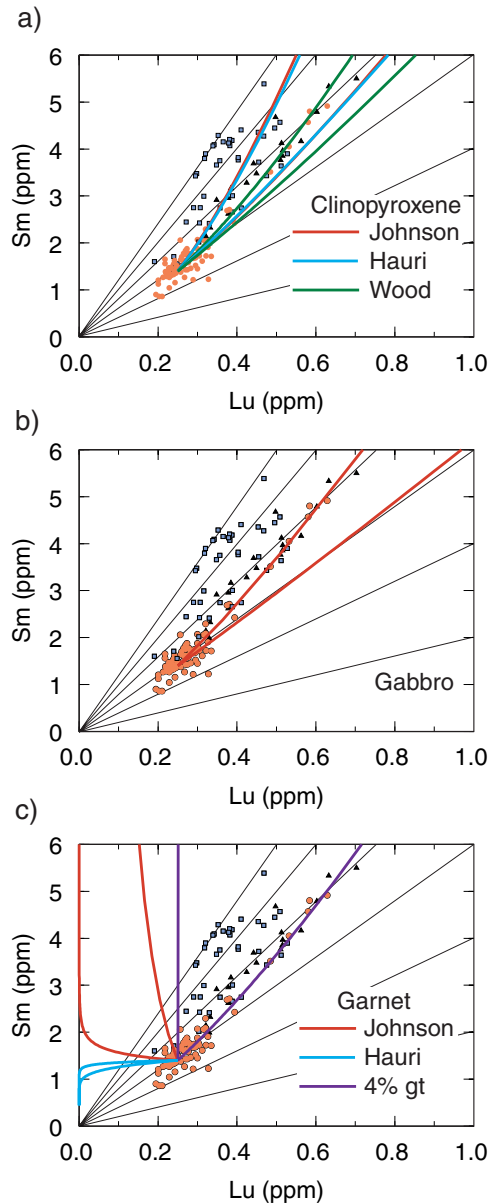 a)
6
5
4
3
2
1
0
Sm (ppm)
Clinopyroxene
Johnson
Hauri
Wood
0.0 0.2 0.4 0.6 0.8 1.0
Lu (ppm)
b)
6
5
4
3
2
1
0
Sm (ppm)
Gabbro
0.0 0.2 0.4 0.6 0.8 1.0
Lu (ppm)
c)
6
5
4
3
2
1
0
Sm (ppm)
Garnet
Johnson
Hauri
4% gt
0.0 0.2 0.4 0.6 0.8 1.0
Lu (ppm)